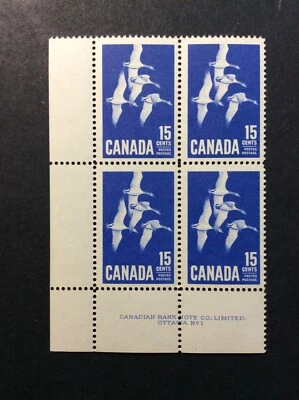 15
CENTS
POSTES
POSTAGE
CANADA
15
CENTS
POSTES
POSTAGE
CANADA
15
CENTS
POSTES
POSTAGE
CANADA
15
CENTS
POSTES
POSTAGE
CANADA
CANADIAN BANK NOTE CO., LIMITED.
OTTAWA No 1